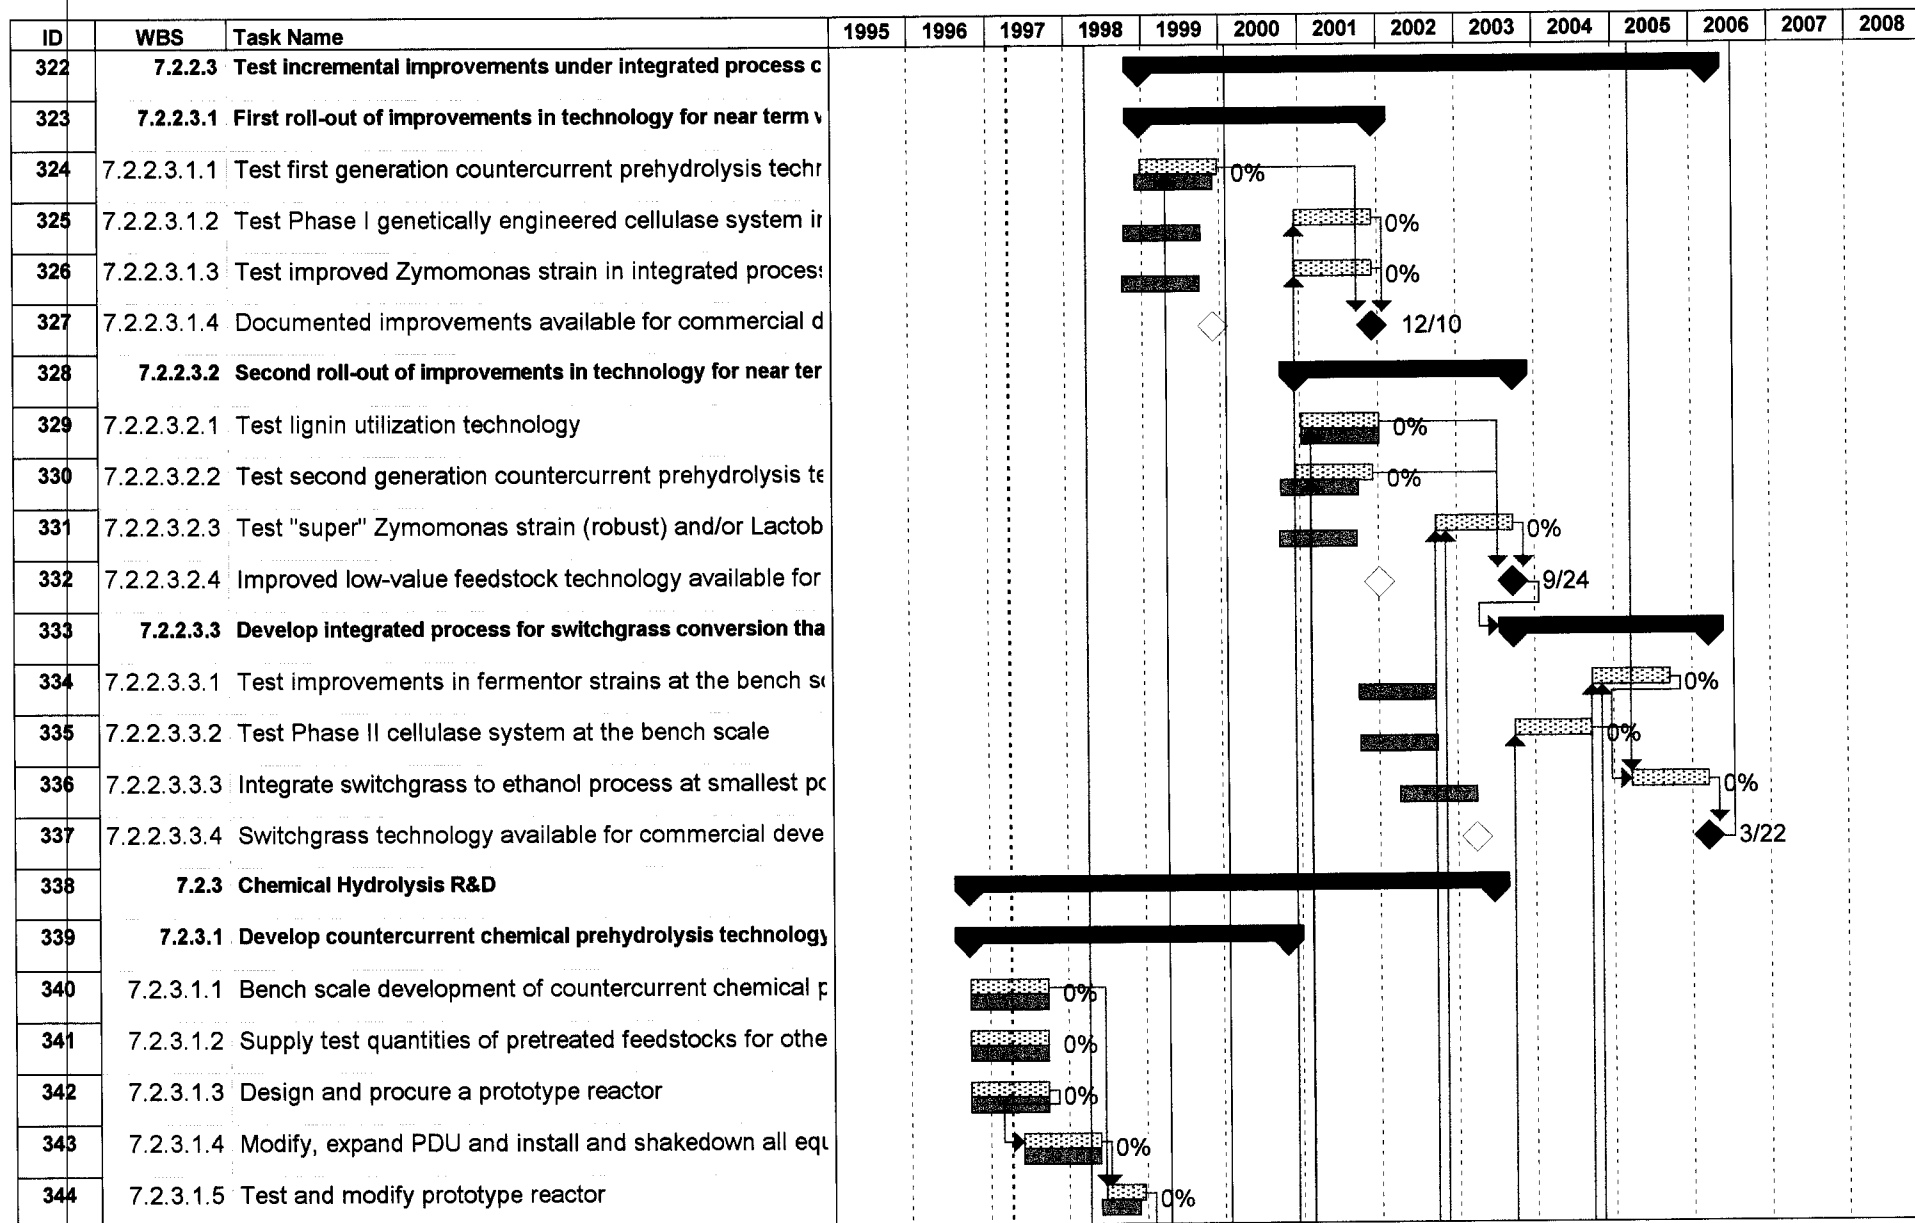 ID WBS Task Name 1995 1996 1997 1998 1999 2000 2001 2002 2003 2004 2005 2006 2007 2008
322 7.2.2.3 Test incremental improvements under integrated process c
323 7.2.2.3.1 First roll-out of improvements in technology for near term v
324 7.2.2.3.1.1 Test first generation countercurrent prehydrolysis techr 0%
325 7.2.2.3.1.2 Test Phase I genetically engineered cellulase system ir 0%
326 7.2.2.3.1.3 Test improved Zymomonas strain in integrated proces: 0%
327 7.2.2.3.1.4 Documented improvements available for commercial d 12/10
328 7.2.2.3.2 Second roll-out of improvements in technology for near ter
329 7.2.2.3.2.1 Test lignin utilization technology 0%
330 7.2.2.3.2.2 Test second generation countercurrent prehydrolysis te 0%
331 7.2.2.3.2.3 Test "super" Zymomonas strain (robust) and/or Lactob 0%
332 7.2.2.3.2.4 Improved low-value feedstock technology available for 9/24
333 7.2.2.3.3 Develop integrated process for switchgrass conversion tha
334 7.2.2.3.3.1 Test improvements in fermentor strains at the bench sc 0%
335 7.2.2.3.3.2 Test Phase II cellulase system at the bench scale 0%
336 7.2.2.3.3.3 Integrate switchgrass to ethanol process at smallest pc 0%
337 7.2.2.3.3.4 Switchgrass technology available for commercial deve 3/22
338 7.2.3 Chemical Hydrolysis R&D
339 7.2.3.1 Develop countercurrent chemical prehydrolysis technology
340 7.2.3.1.1 Bench scale development of countercurrent chemical p 0%
341 7.2.3.1.2 Supply test quantities of pretreated feedstocks for othe 0%
342 7.2.3.1.3 Design and procure a prototype reactor 0%
343 7.2.3.1.4 Modify, expand PDU and install and shakedown all equ 0%
344 7.2.3.1.5 Test and modify prototype reactor 0%